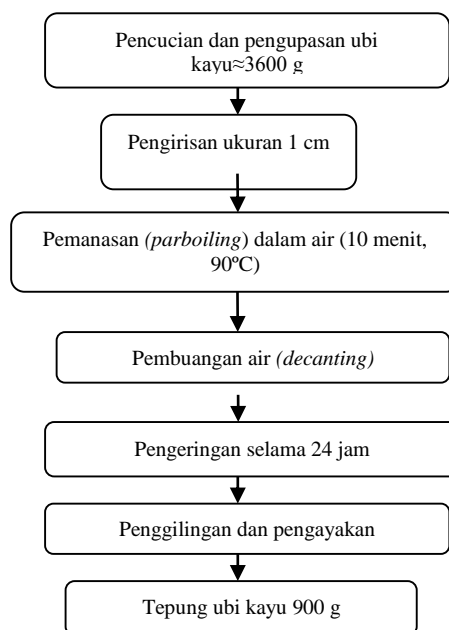 Pencucian dan pengupasan ubi
kayu≈3600 g
Pengirisan ukuran 1 cm
Pemanasan (parboiling) dalam air (10 menit,
90ºC)
Pembuangan air (decanting)
Pengeringan selama 24 jam
Penggilingan dan pengayakan
Tepung ubi kayu 900 g